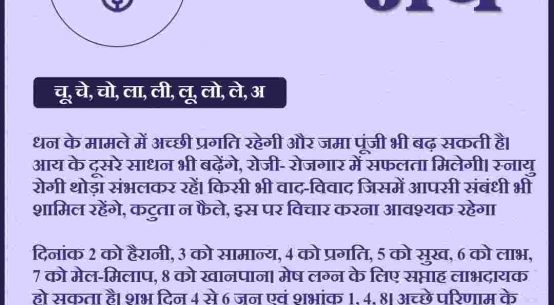 चू, चे, चो, ला, ली, लू, लो, ले, अ
धन के मामले में अच्छी प्रगति रहेगी और जमा पूंजी भी बढ़ सकती है।
आय के दूसरे साधन भी बढ़ेंगे, रोजी- रोजगार में सफलता मिलेगी। स्नायु
रोगी थोड़ा संभलकर रहें। किसी भी वाद-विवाद जिसमें आपसी संबंधी भी
शामिल रहेंगे, कटुता न फैले, इस पर विचार करना आवश्यक रहेगा
दिनांक 2 को हैरानी, 3 को सामान्य, 4 को प्रगति, 5 को सुख, 6 को लाभ,
7 को मेल-मिलाप, 8 को खानपान। मेष लग्न के लिए सप्ताह लाभदायक
हो सकता है। शुभ दिन 4 से 6 जून एवं शुभांक 1, 4, 8। अच्छे परिणाम के